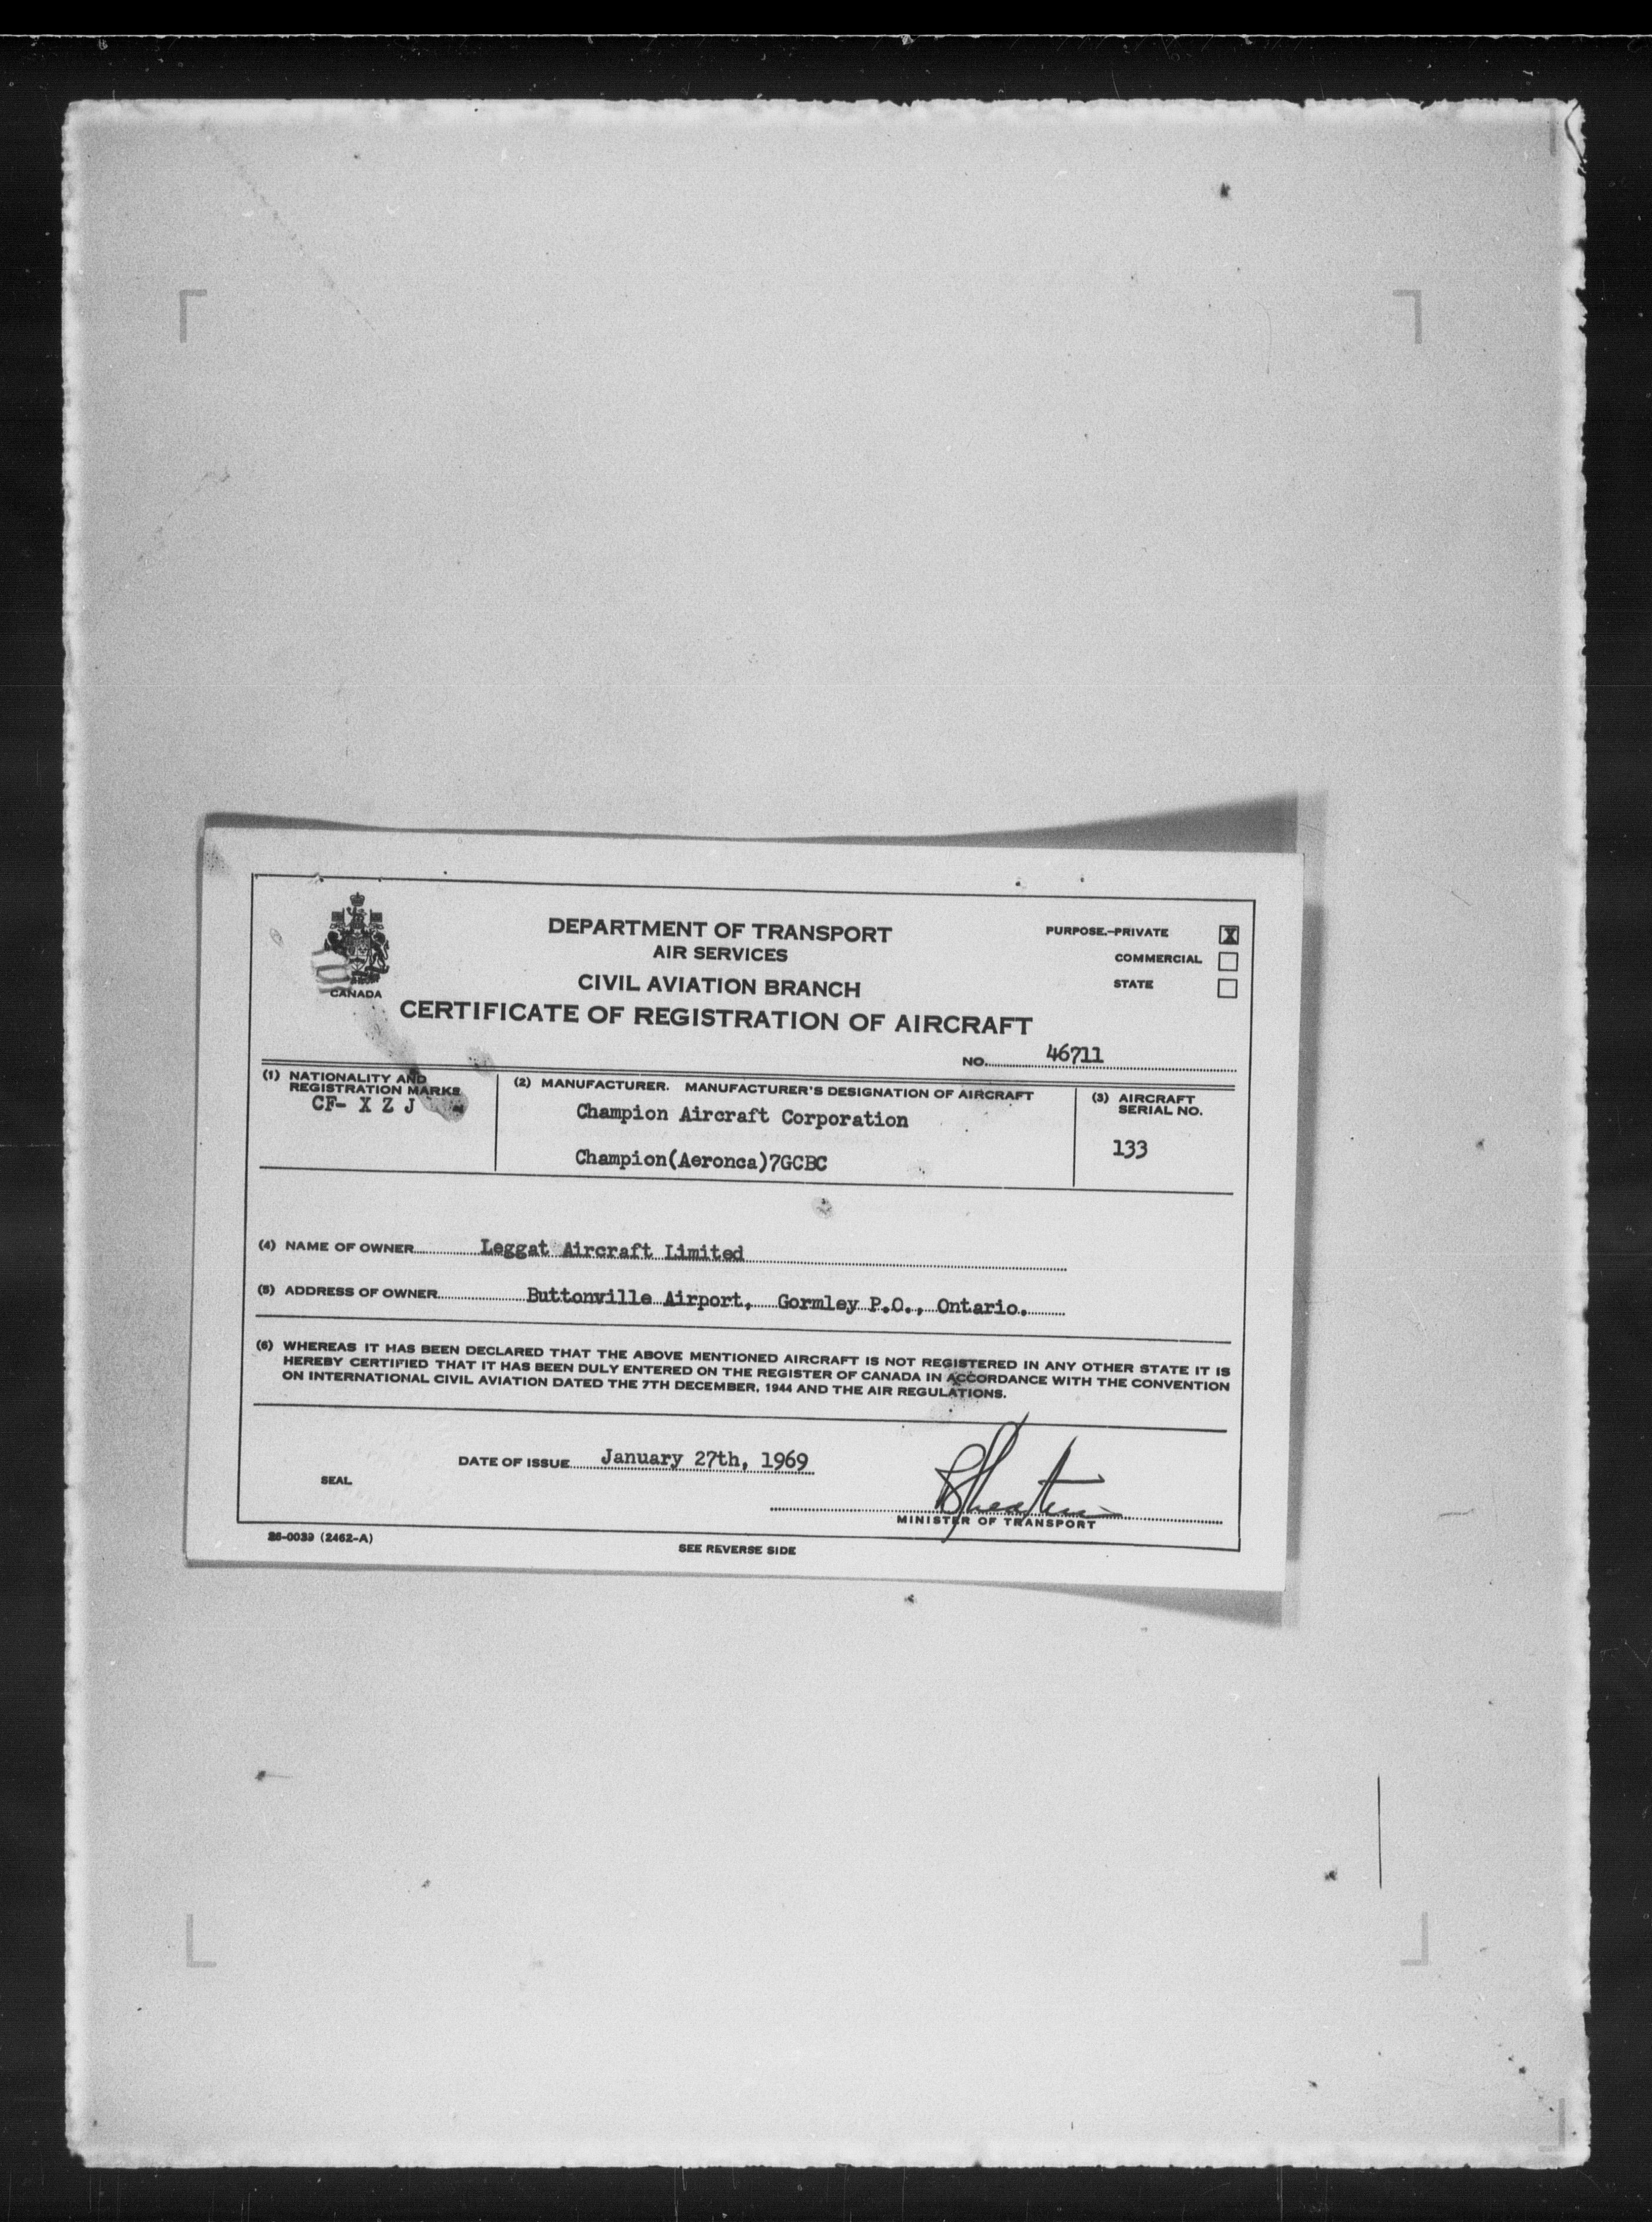 CANADA
DEPARTMENT OF TRANSPORT
AIR SERVICES
CIVIL AVIATION BRANCH
CERTIFICATE OF REGISTRATION OF AIRCRAFT
PURPOSE.-PRIVATE X
COMMERCIAL
STATE
NO. 46711
(1) NATIONALITY AND
REGISTRATION MARKS
CF- X Z J
(2) MANUFACTURER. MANUFACTURER'S DESIGNATION OF AIRCRAFT
Champion Aircraft Corporation
Champion(Aeronca)7GCBC
(3) AIRCRAFT
SERIAL NO.
133
(4) NAME OF OWNER Leggat Aircraft Limited
(5) ADDRESS OF OWNER Buttonville Airport, Gormley P.O., Ontario.
(6) WHEREAS IT HAS BEEN DECLARED THAT THE ABOVE MENTIONED AIRCRAFT IS NOT REGISTERED IN ANY OTHER STATE IT IS
HEREBY CERTIFIED THAT IT HAS BEEN DULY ENTERED ON THE REGISTER OF CANADA IN ACCORDANCE WITH THE CONVENTION
ON INTERNATIONAL CIVIL AVIATION DATED THE 7TH DECEMBER, 1944 AND THE AIR REGULATIONS.
DATE OF ISSUE January 27th, 1969
SEAL
MINISTER OF TRANSPORT
26-0039 (2462-A)
SEE REVERSE SIDE